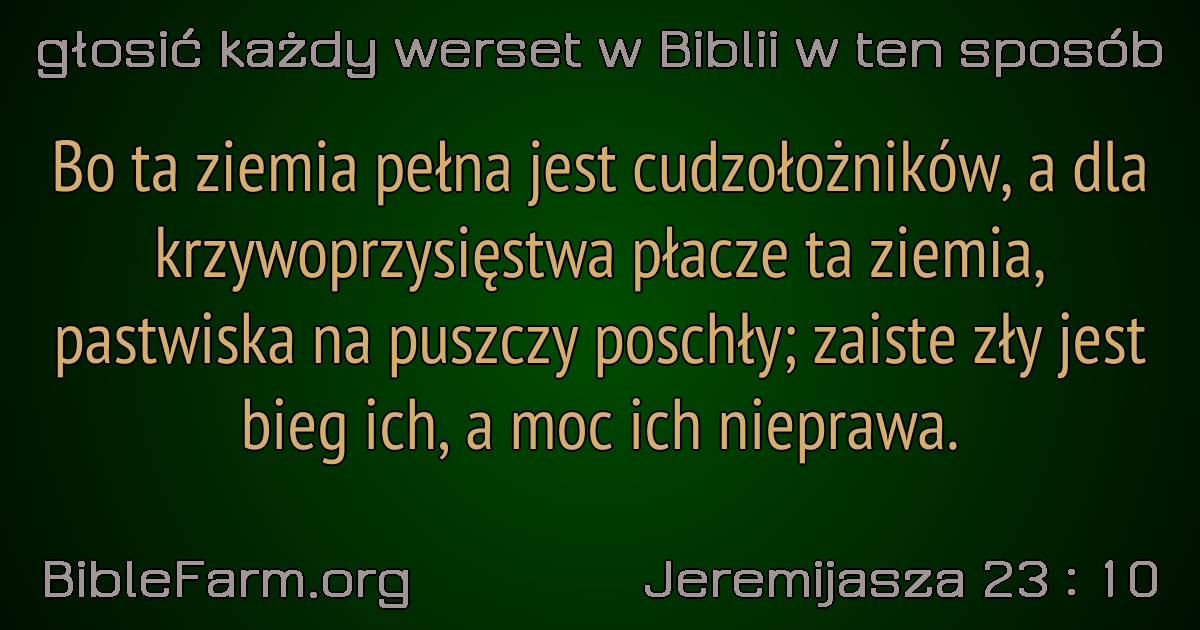 głosić każdy werset w Biblii w ten sposób
Bo ta ziemia pełna jest cudzołożników, a dla
krzywoprzysięstwa płacze ta ziemia,
pastwiska na puszczy poschły; zaiste zły jest
bieg ich, a moc ich nieprawa.
BibleFarm.org
Jeremijasza 23 : 10